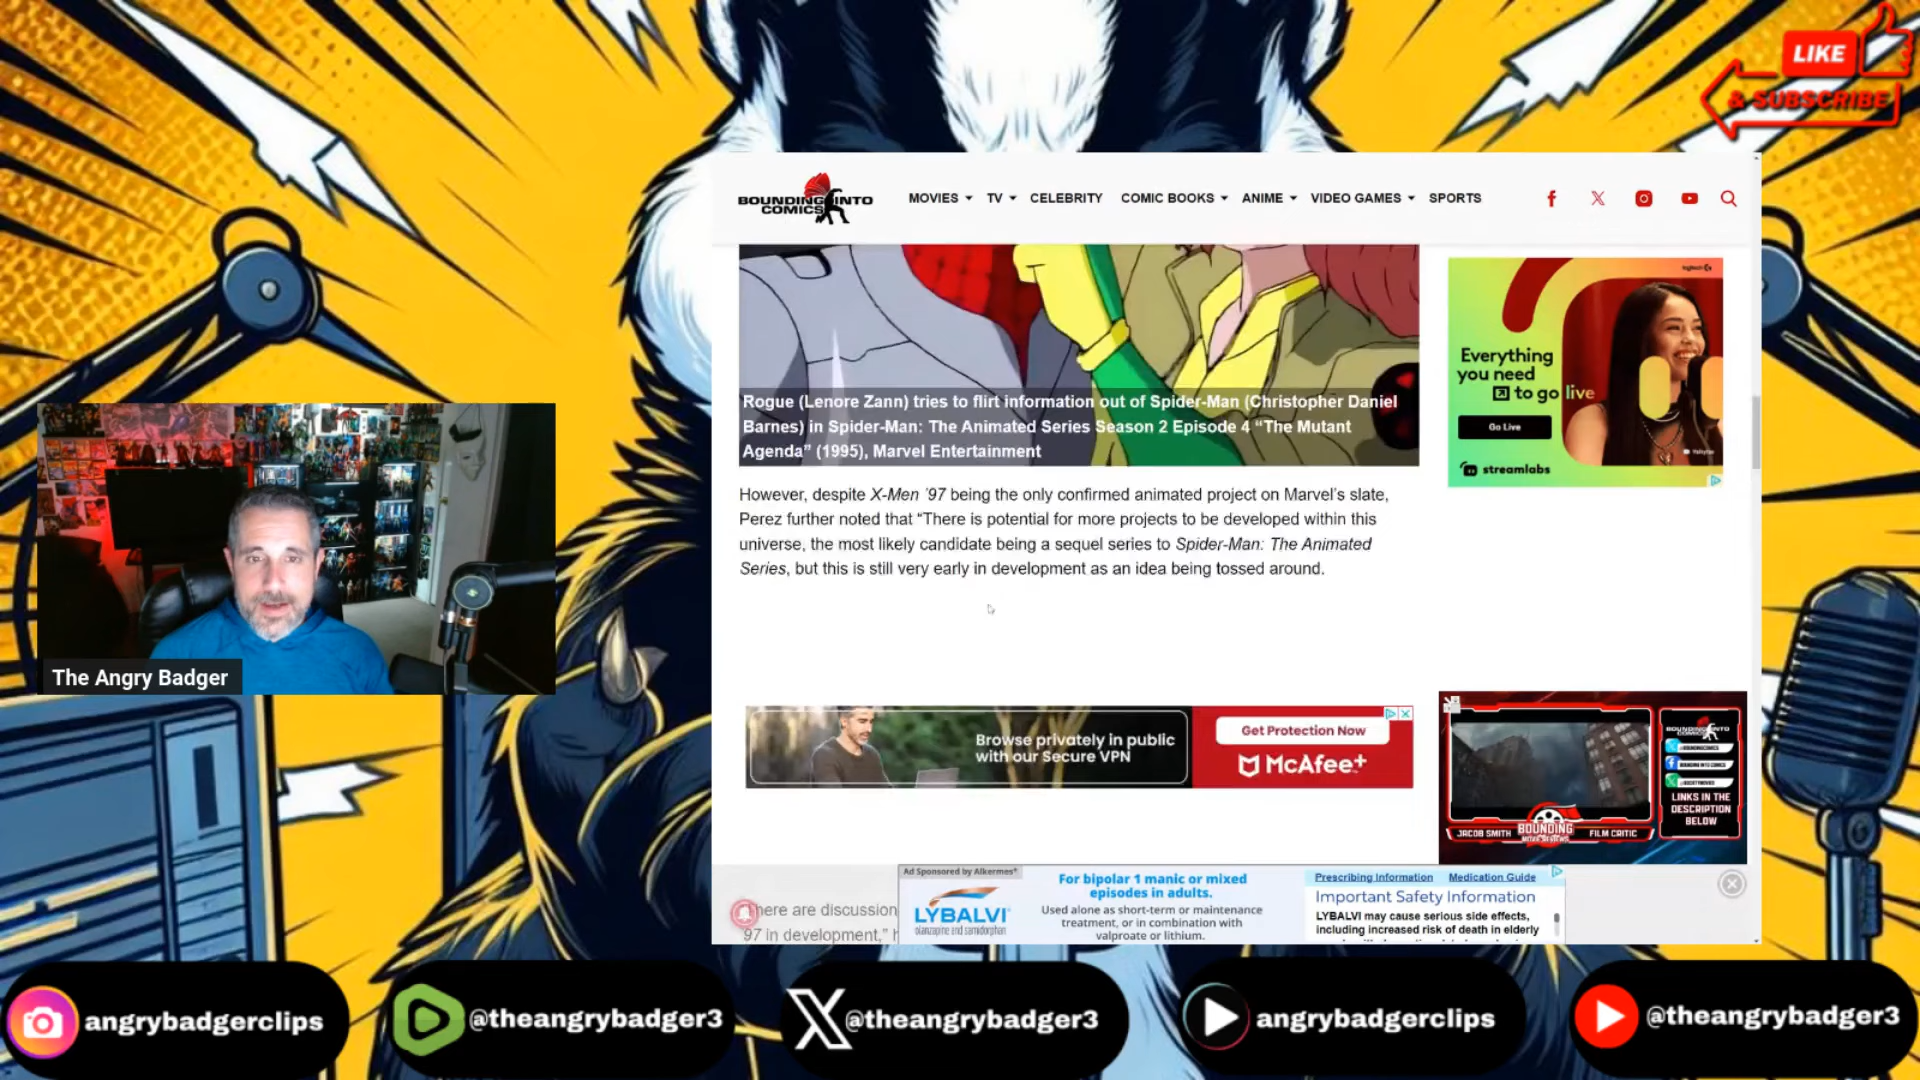 LIKE
& SUBSCRIBE
BOUNDING INTO
COMICS
MOVIES
TV
CELEBRITY
COMIC BOOKS
ANIME
VIDEO GAMES
SPORTS
Rogue (Lenore Zann) tries to flirt information out of Spider-Man (Christopher Daniel
Barnes) in Spider-Man: The Animated Series Season 2 Episode 4 “The Mutant
Agenda” (1995), Marvel Entertainment
Everything
you need
to go live
Go Live
streamlabs
However, despite X-Men ’97 being the only confirmed animated project on Marvel’s slate,
Perez further noted that “There is potential for more projects to be developed within this
universe, the most likely candidate being a sequel series to Spider-Man: The Animated
Series, but this is still very early in development as an idea being tossed around.
The Angry Badger
Browse privately in public
with our Secure VPN
Get Protection Now
McAfee+
LINKS IN THE
DESCRIPTION
BELOW
JACOB SMITH
BOUNDING
FILM CRITIC
Ad Sponsored by Alkermes®
LYBALVI
olanzapine and samidorphan
For bipolar 1 manic or mixed
episodes in adults.
Used alone as short-term or maintenance
treatment, or in combination with
valproate or lithium.
Prescribing Information
Medication Guide
Important Safety Information
LYBALVI may cause serious side effects,
including increased risk of death in elderly
here are discussion
97 in development,” h
angrybadgerclips
@theangrybadger3
@theangrybadger3
angrybadgerclips
@theangrybadger3